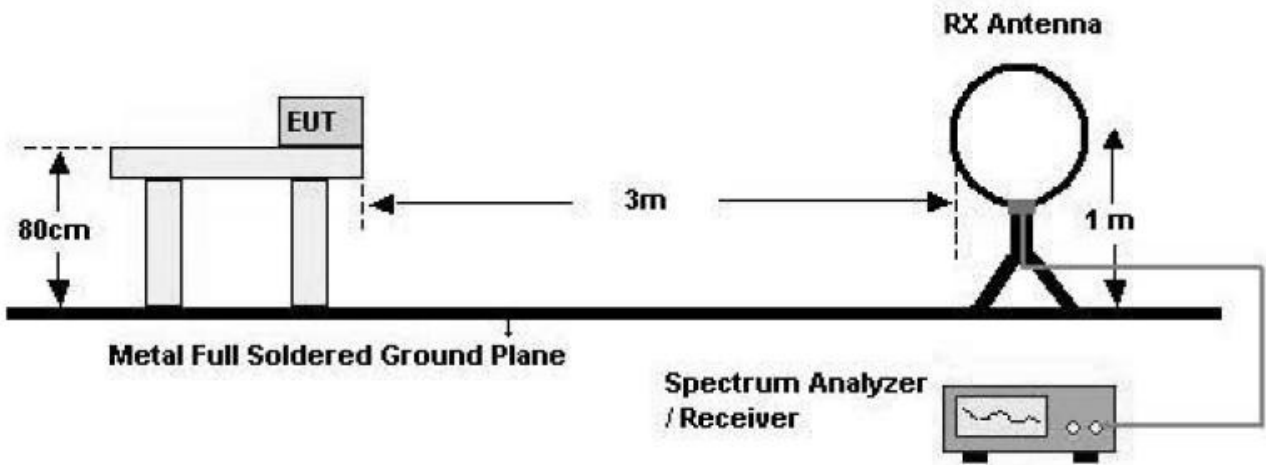 RX Antenna
EUT
80cm
3m
1 m
Metal Full Soldered Ground Plane
Spectrum Analyzer
/ Receiver